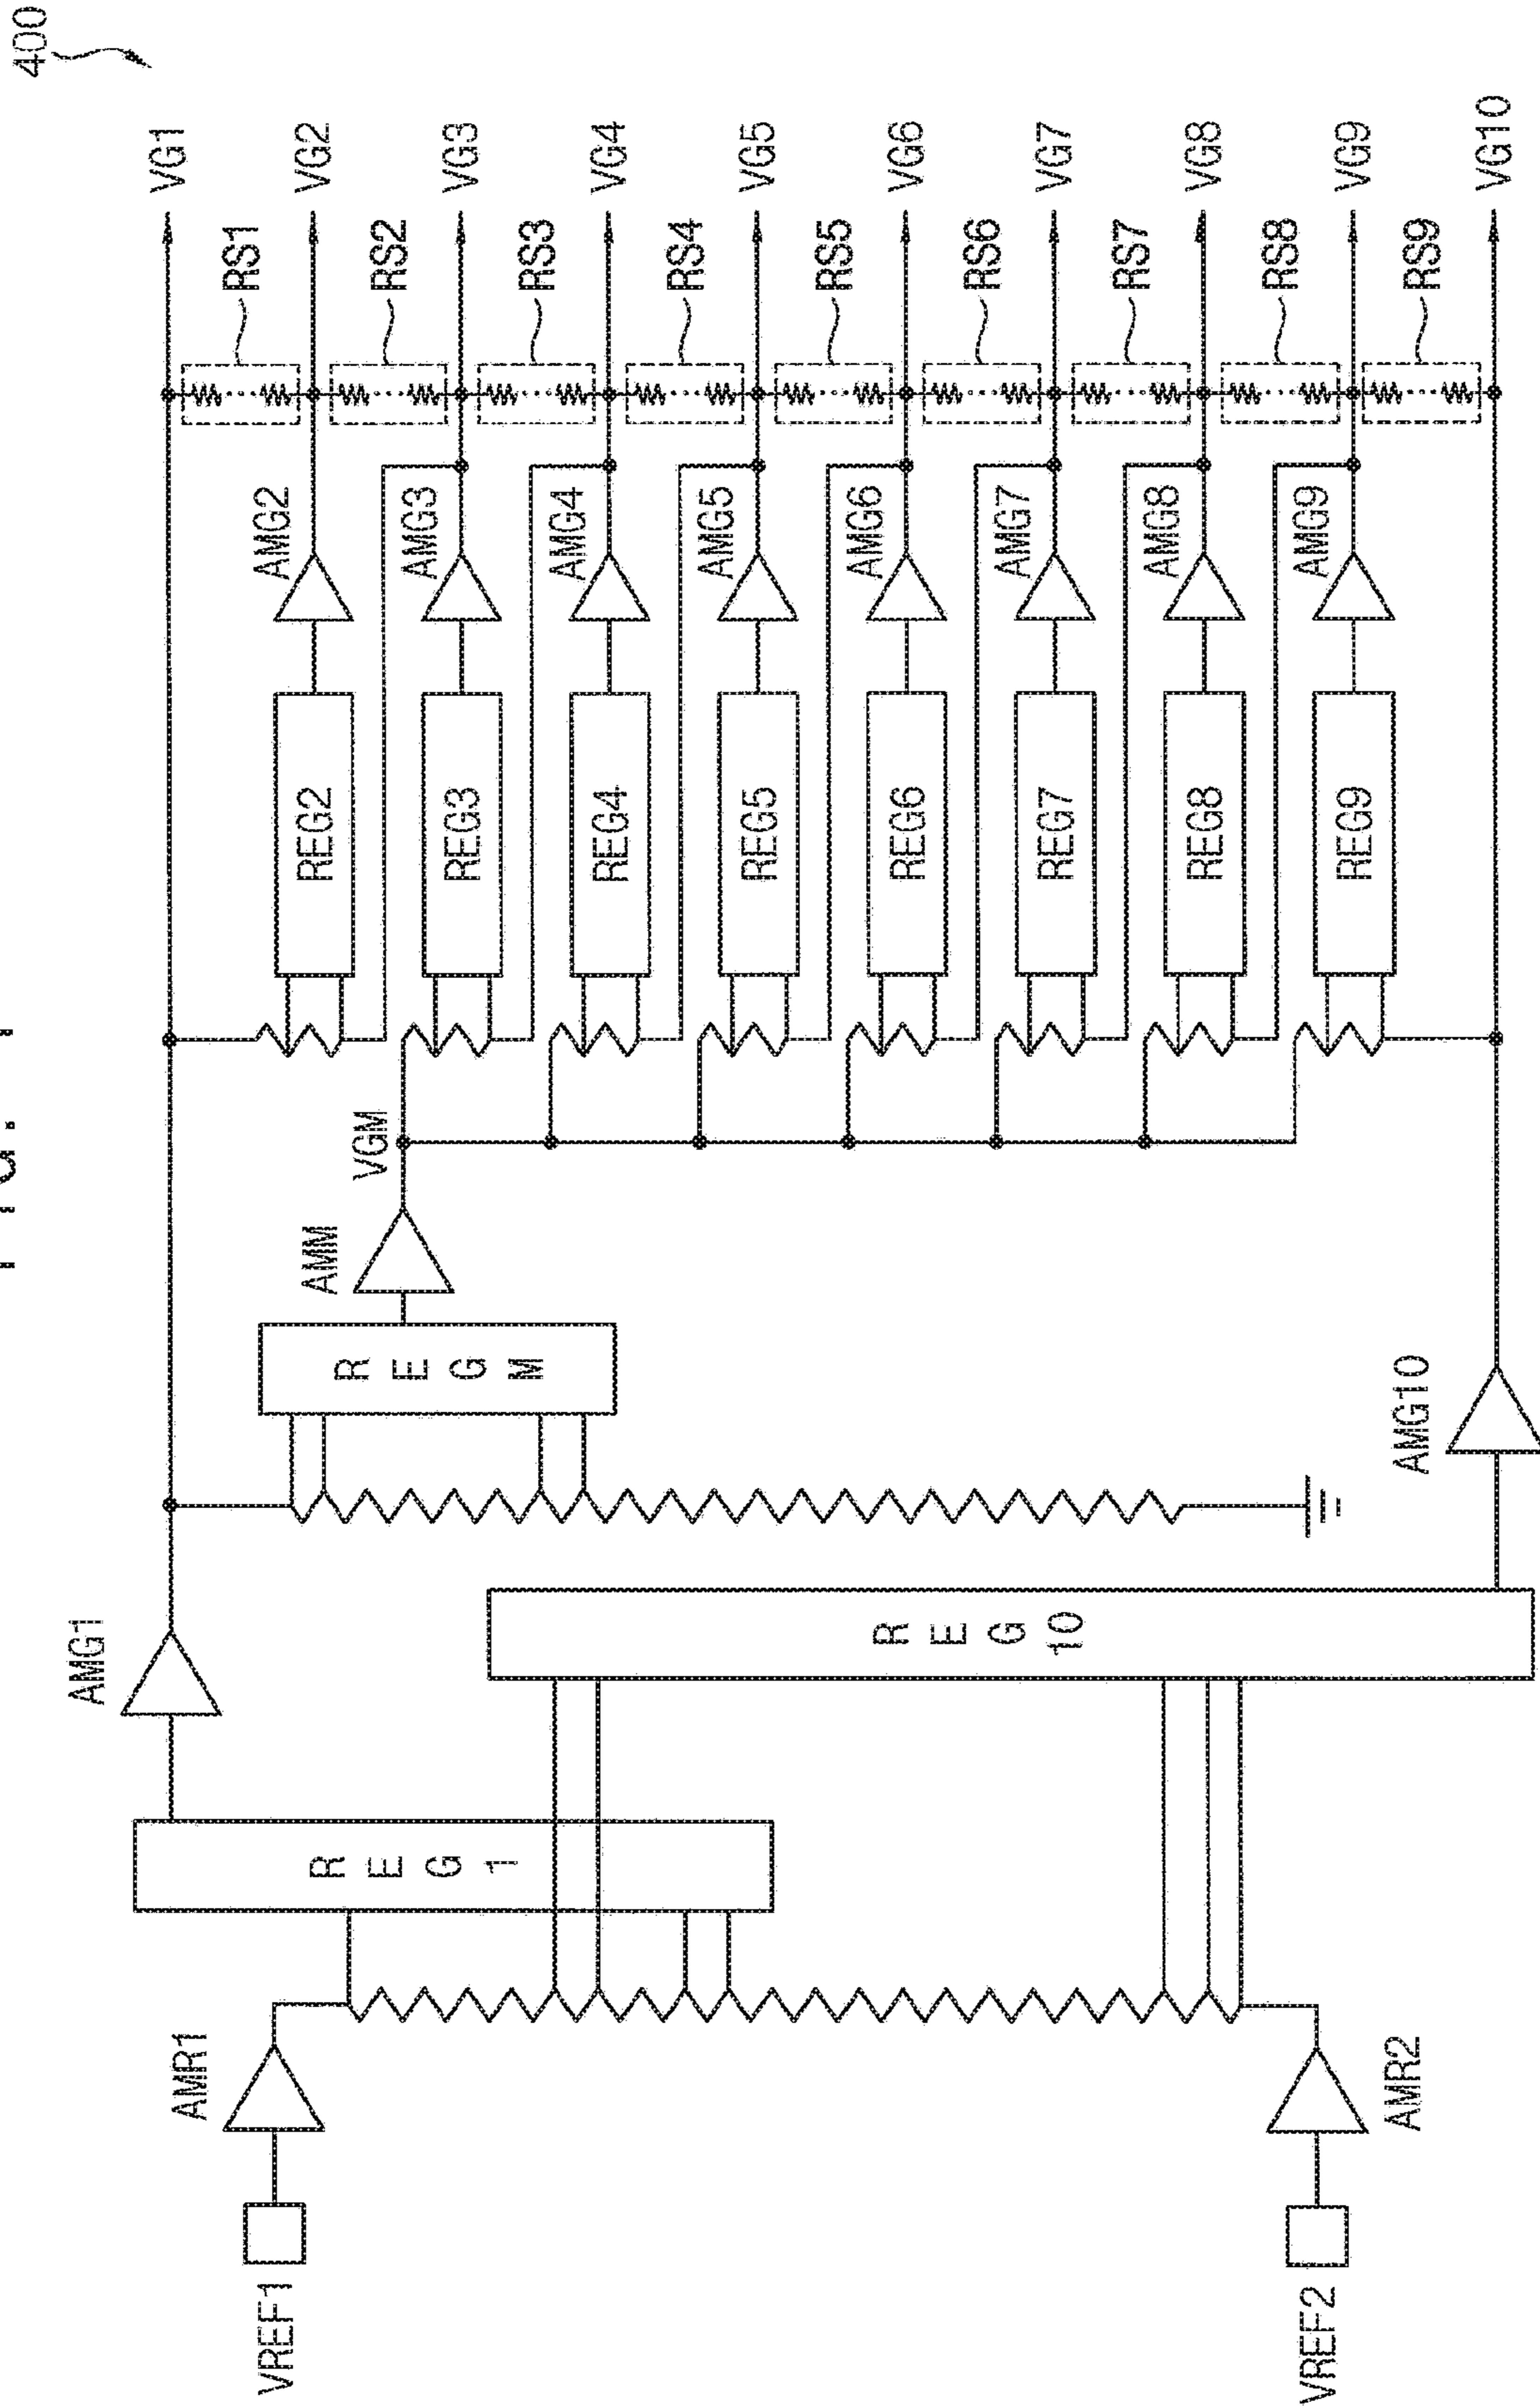 400
VG1
VG2
VG3
VG4
VG5
VG6
VG7
VG8
VG9
VG10
RS1
RS2
RS3
RS4
RS5
RS6
RS7
RS8
RS9
AMG2
AMG3
AMG4
AMG5
AMG6
AMG7
AMG8
AMG9
REG2
REG3
REG4
REG5
REG6
REG7
REG8
REG9
VGM
AMM
REGM
AMG10
AMG1
REG10
REG1
AMR1
AMR2
VREF1
VREF2